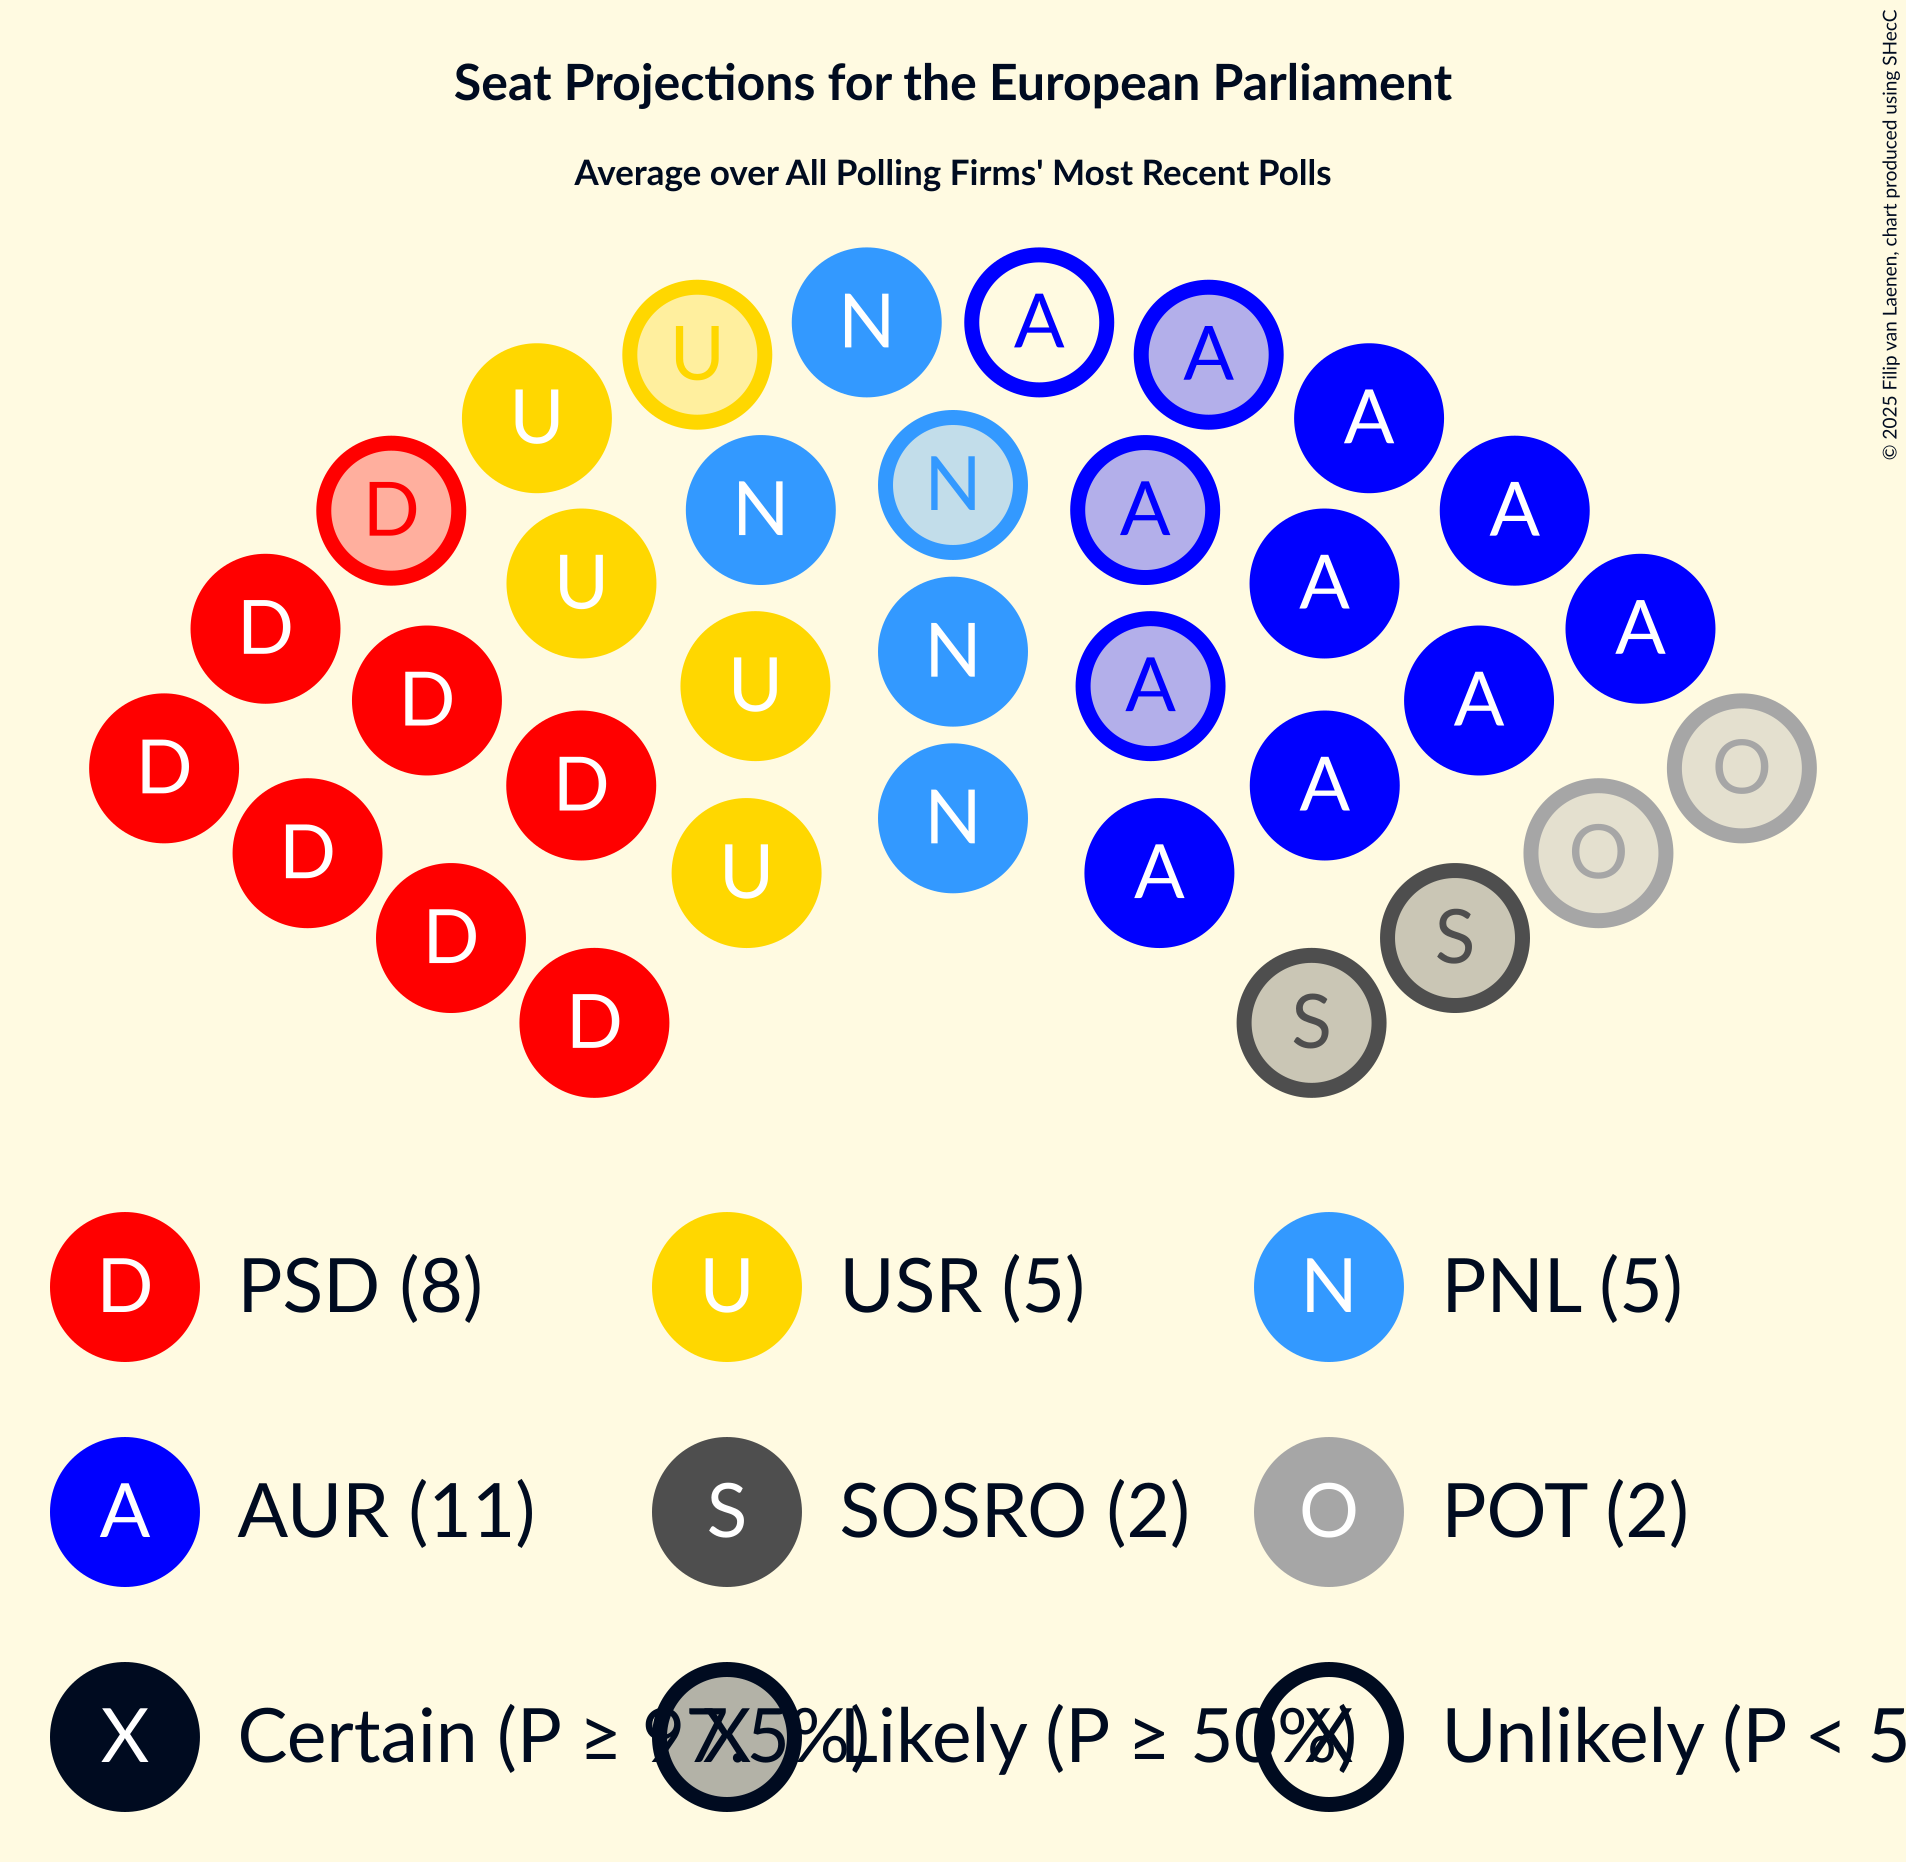 Seat Projections for the European Parliament
Average over All Polling Firms' Most Recent Polls
© 2025 Filip van Laenen, chart produced using SHecC
N A
U A
U A
N
D U N A A
U A
D N A
D U A A
D D A O
D N O
U A
D S
D S
D PSD (8) U USR (5) N PNL (5)
A AUR (11) S SOSRO (2) O POT (2)
X Certain (P ≥ 97.5%) X Likely (P ≥ 50%) X Unlikely (P < 5